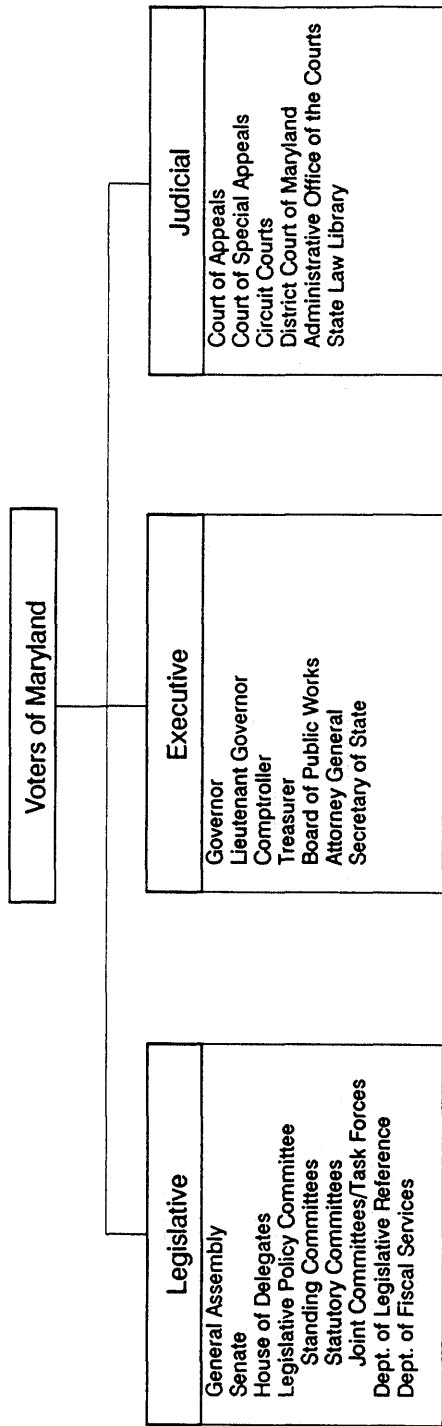 Voters of Maryland
Legislative
General Assembly
Senate
House of Delegates
Legislative Policy Committee
Standing Committees
Statutory Committees
Joint Committees/Task Forces
Dept. of Legislative Reference
Dept. of Fiscal Services
Executive
Governor
Lieutenant Governor
Comptroller
Treasurer
Board of Public Works
Attorney General
Secretary of State
Judicial
Court of Appeals
Court of Special Appeals
Circuit Courts
District Court of Maryland
Administrative Office of the Courts
State Law Library